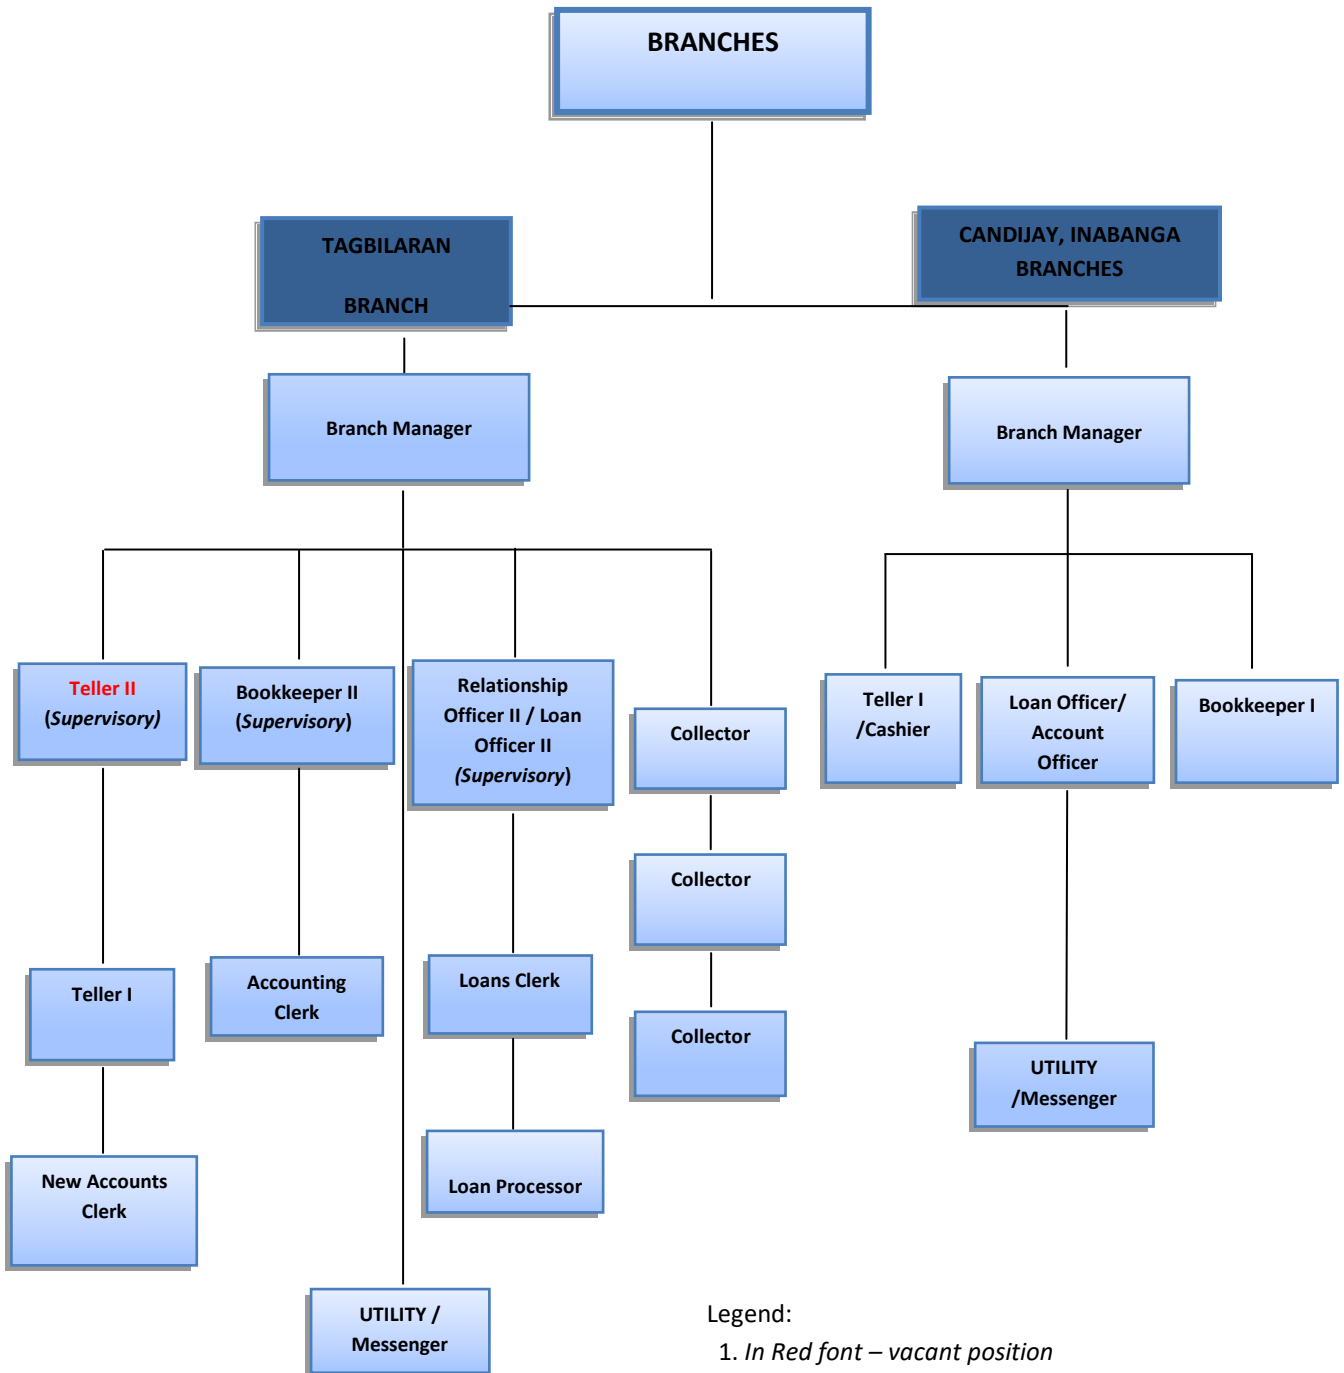 BRANCHES
TAGBILARAN
BRANCH
CANDIJAY, INABANGA
BRANCHES
Branch Manager
Branch Manager
Teller II
(Supervisory)
Bookkeeper II
(Supervisory)
Relationship
Officer II / Loan
Officer II
(Supervisory)
Collector
Teller I
/Cashier
Loan Officer/
Account
Officer
Bookkeeper I
Collector
Teller I
Accounting
Clerk
Loans Clerk
Collector
UTILITY
/Messenger
New Accounts
Clerk
Loan Processor
UTILITY /
Messenger
Legend:
1. In Red font – vacant position